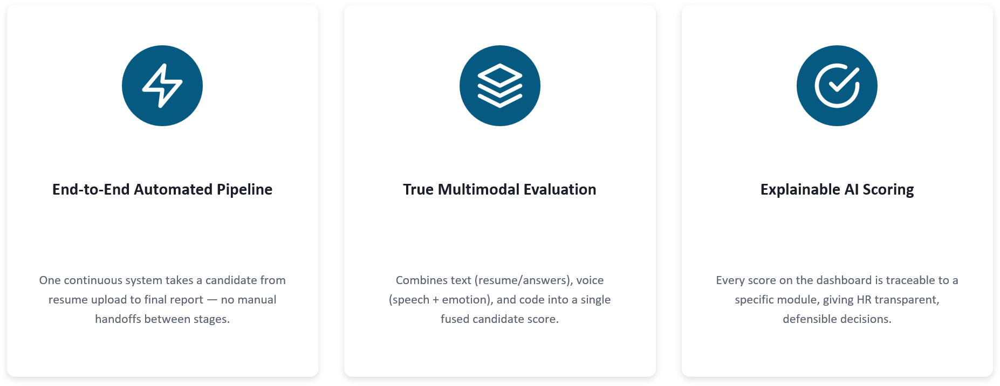 End-to-End Automated Pipeline
One continuous system takes a candidate from
resume upload to final report — no manual
handoffs between stages.
True Multimodal Evaluation
Combines text (resume/answers), voice
(speech + emotion), and code into a single
fused candidate score.
Explainable AI Scoring
Every score on the dashboard is traceable to a
specific module, giving HR transparent,
defensible decisions.